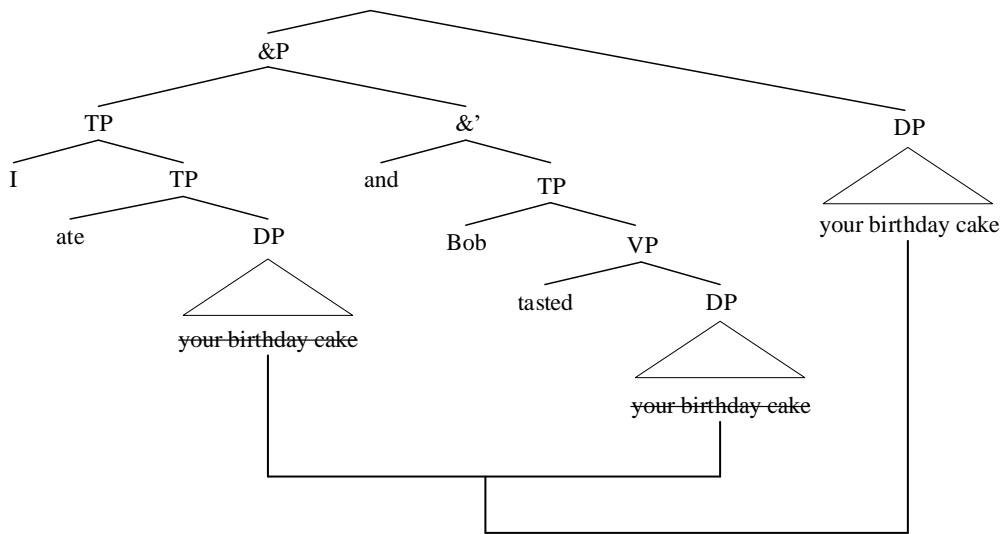 &P
TP &’
DP
I TP and TP
your birthday cake
ate DP Bob VP
tasted DP
your birthday cake
your birthday cake